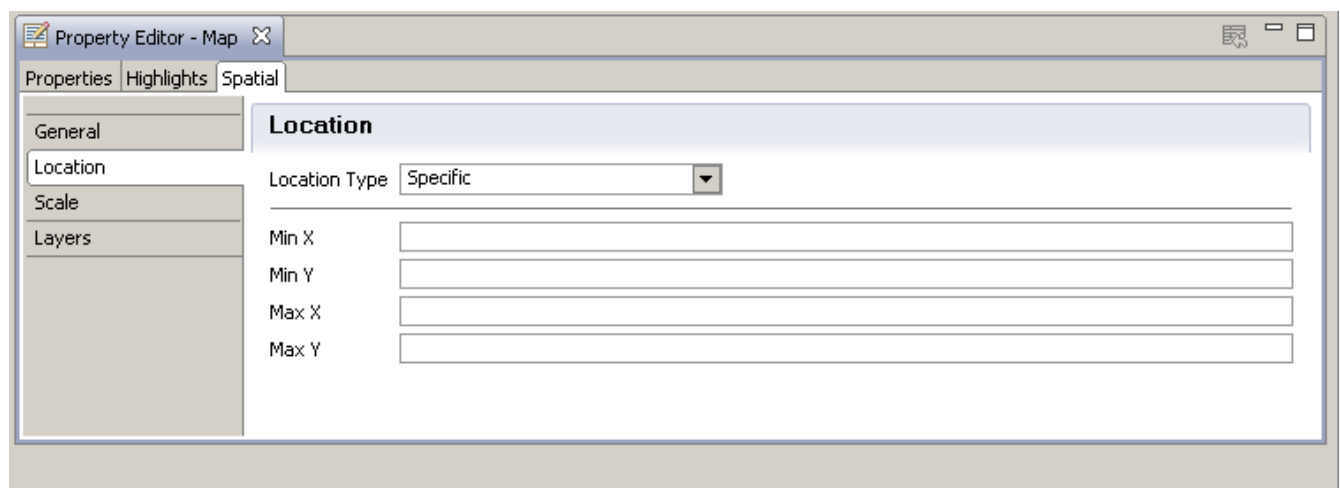 Property Editor - Map
Properties Highlights Spatial
General
Location
Scale
Layers
Location
Location Type Specific
Min X
Min Y
Max X
Max Y